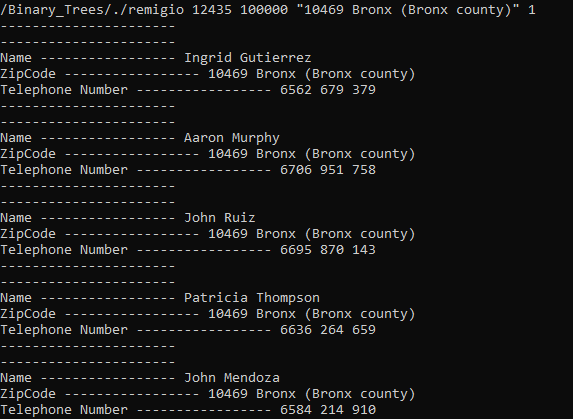 /Binary_Trees/./remigio 12435 100000 "10469 Bronx (Bronx county)" 1
----------------------
----------------------
Name ----------------- Ingrid Gutierrez
ZipCode ----------------- 10469 Bronx (Bronx county)
Telephone Number ----------------- 6562 679 379
----------------------
----------------------
Name ----------------- Aaron Murphy
ZipCode ----------------- 10469 Bronx (Bronx county)
Telephone Number ----------------- 6706 951 758
----------------------
----------------------
Name ----------------- John Ruiz
ZipCode ----------------- 10469 Bronx (Bronx county)
Telephone Number ----------------- 6695 870 143
----------------------
----------------------
Name ----------------- Patricia Thompson
ZipCode ----------------- 10469 Bronx (Bronx county)
Telephone Number ----------------- 6636 264 659
----------------------
----------------------
Name ----------------- John Mendoza
ZipCode ----------------- 10469 Bronx (Bronx county)
Telephone Number ----------------- 6584 214 910